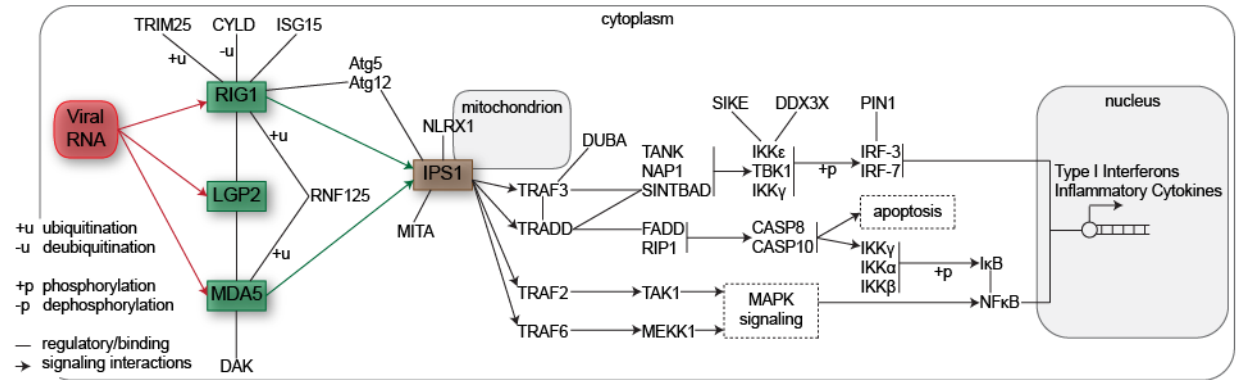 cytoplasm
TRIM25
CYLD
ISG15
+u
-u
Atg5
Atg12
RIG1
Viral
RNA
+u
NLRX1
mitochondrion
IPS1
MITA
LGP2
RNF125
+u
MDA5
DAK
+u ubiquitination
-u deubiquitination
+p phosphorylation
-p dephosphorylation
regulatory/binding
signaling interactions
DUBA
TRAF3
TRADD
TRAF2
TRAF6
TANK
NAP1
SINTBAD
FADD
RIP1
TAK1
MEKK1
SIKE
DDX3X
IKKε
TBK1
IKKγ
+p
PIN1
IRF-3
IRF-7
CASP8
CASP10
apoptosis
IKKγ
IKKα
IKKβ
+p
IκB
NFκB
MAPK
signaling
nucleus
Type I Interferons
Inflammatory Cytokines